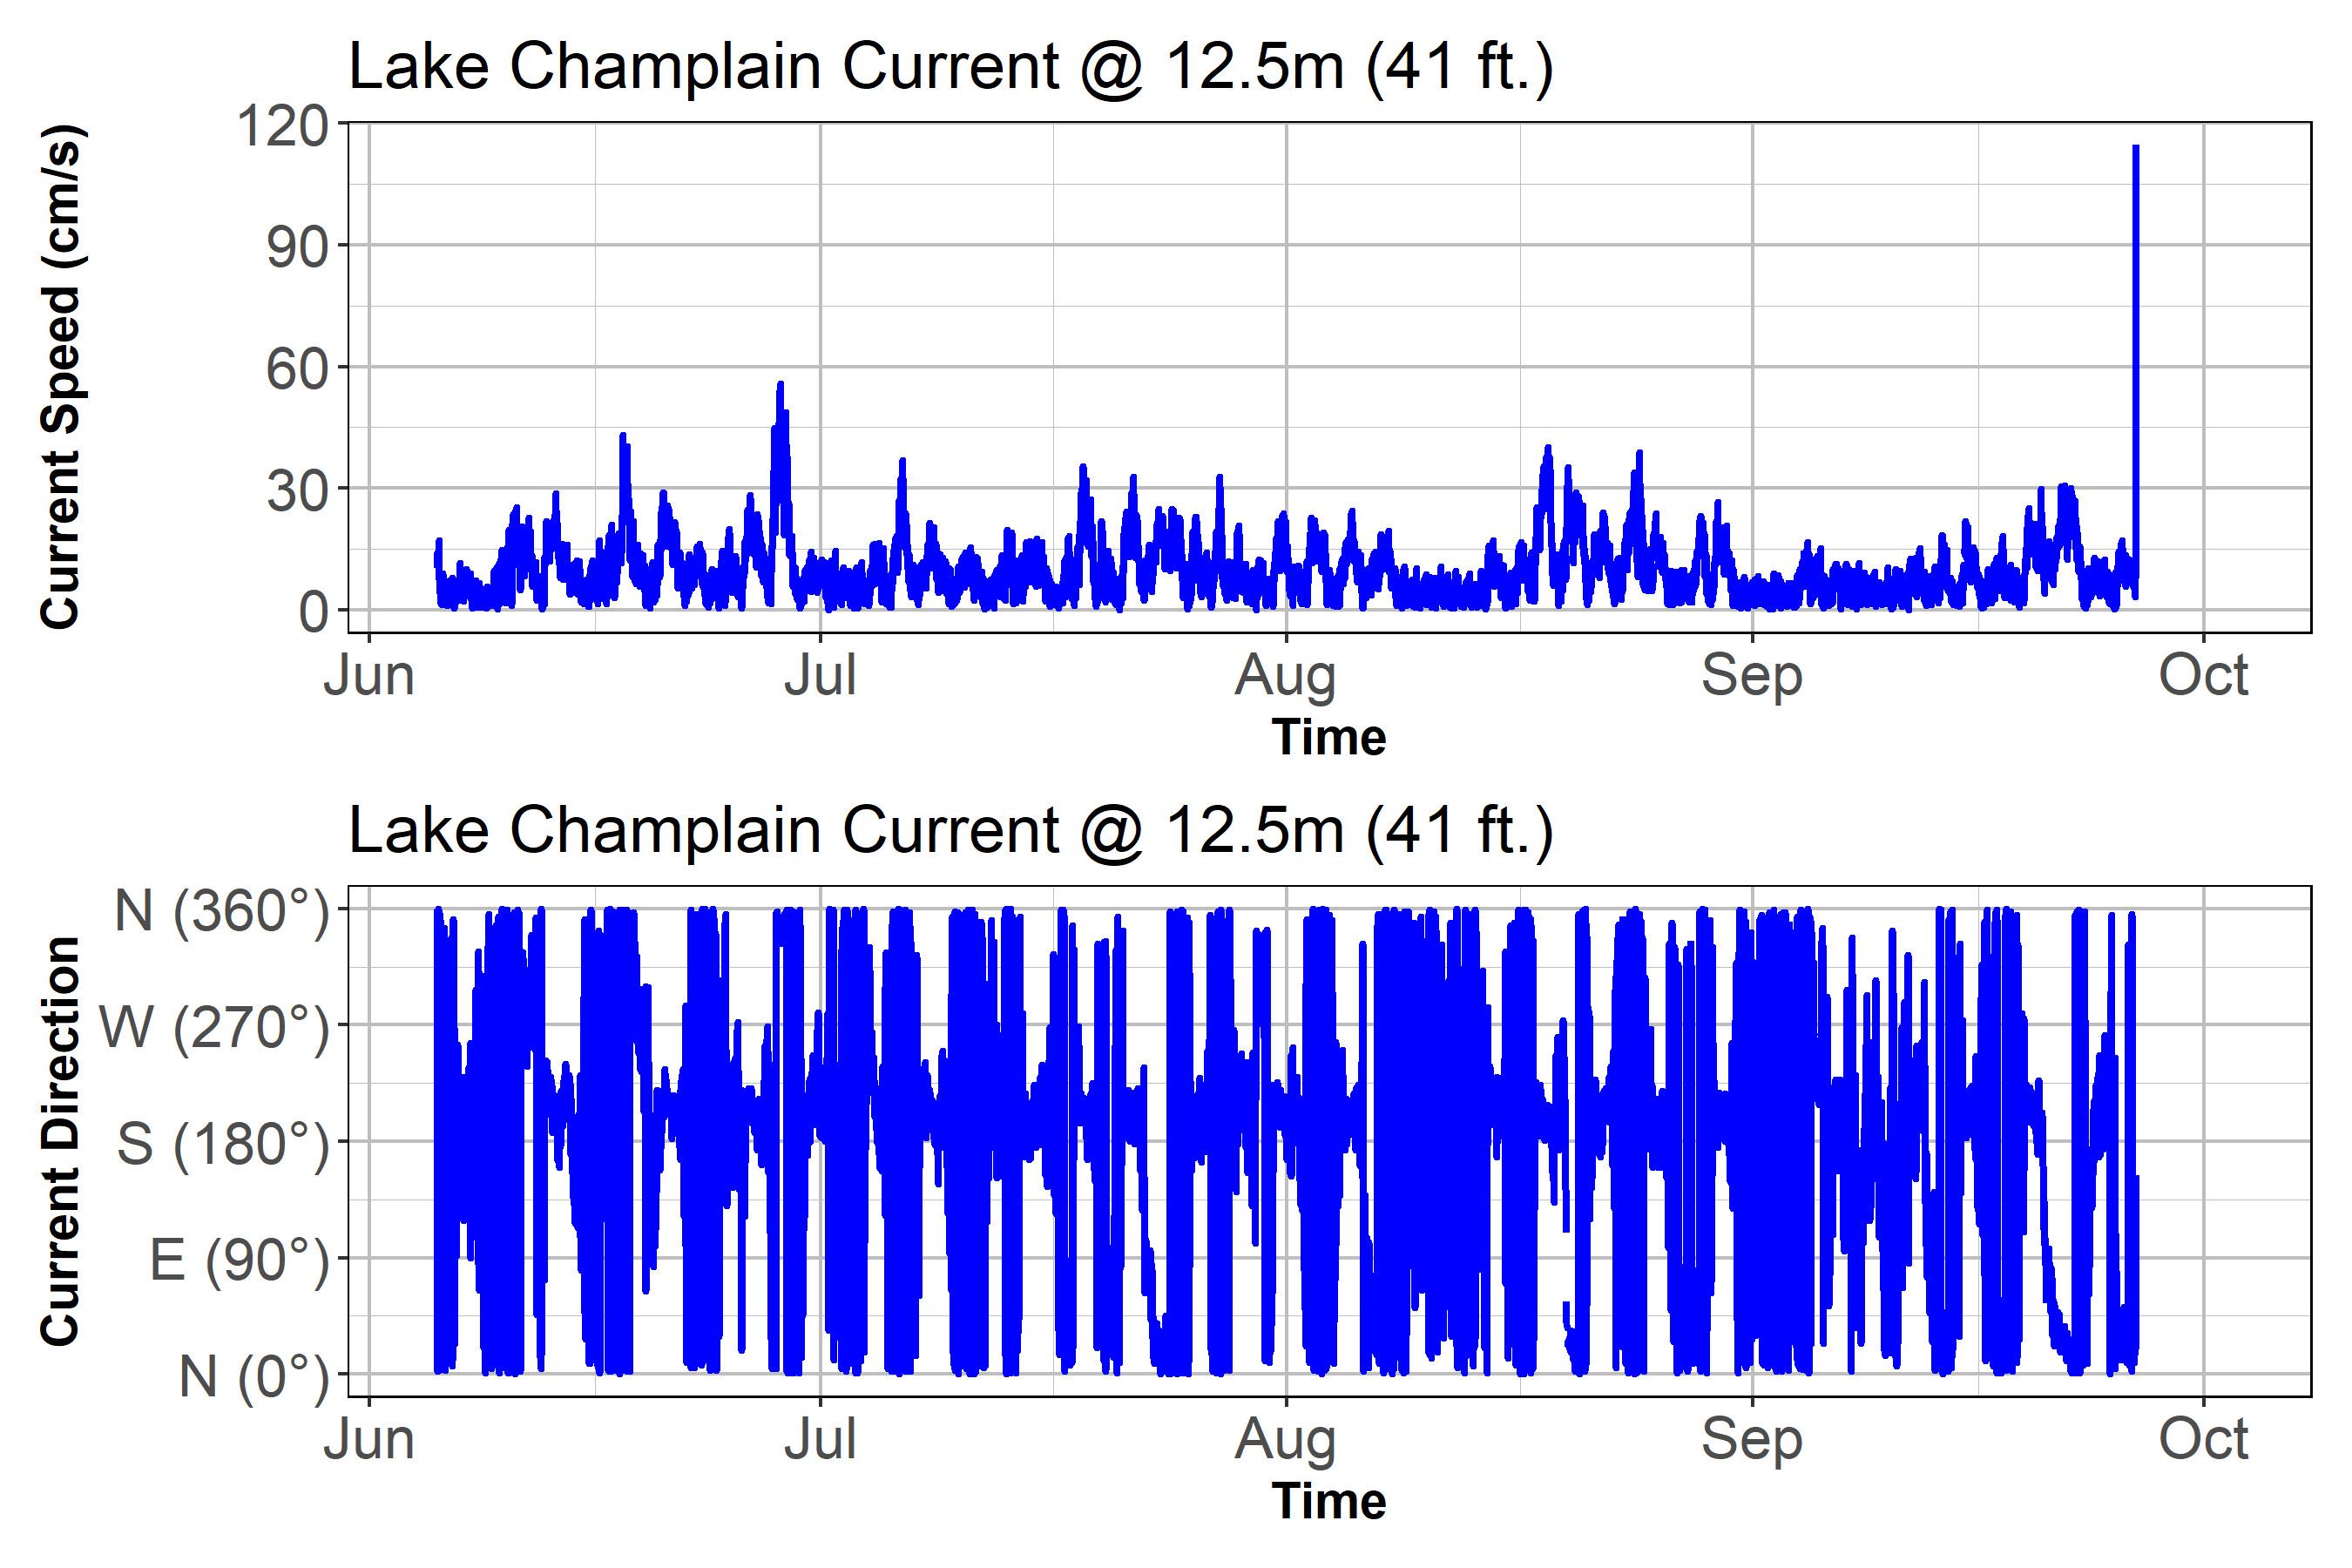 Lake Champlain Current @ 12.5m (41 ft.)
Current Speed (cm/s)
120
90
60
30
0
Jun Jul Aug Sep Oct
Time
Lake Champlain Current @ 12.5m (41 ft.)
Current Direction
N (360°)
W (270°)
S (180°)
E (90°)
N (0°)
Jun Jul Aug Sep Oct
Time